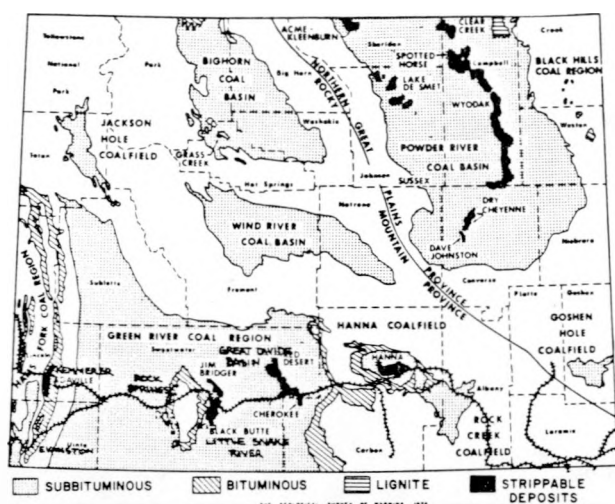 ACME-
KLEENBURN
Sheridan
CLEAR
CREEK
Crook
Yellowstone
National
Park
Park
BIGHORN
COAL
BASIN
Big Horn
SPOTTED
HORSE
Campbell
BLACK HILLS
COAL REGION
LAKE
DE SMET
WYODAK
Weston
JACKSON
HOLE
COALFIELD
Teton
NORTHERN GREAT
ROCKY
Washakie
GRASS
CREEK
Hot Springs
Johnson
POWDER RIVER
COAL BASIN
SUSSEX
Natrona
WIND RIVER
COAL BASIN
PLAINS PROVINCE
MOUNTAIN PROVINCE
DRY
CHEYENNE
DAVE
JOHNSTON
Niobrara
Converse
Sublette
Fremont
Platte
Goshen
HAMS FORK COAL REGION
GREEN RIVER COAL REGION
HANNA COALFIELD
GOSHEN
HOLE
COALFIELD
Lincoln
Sweetwater
GREAT DIVIDE
BASIN
RED
DESERT
JIM
BRIDGER
HANNA
KEMMERER
ROCK
SPRINGS
CHEROKEE
Albany
BLACK BUTTE
LITTLE SNAKE
RIVER
Carbon
ROCK
CREEK
COALFIELD
Laramie
EVANSTON
Uinta
SUBBITUMINOUS
BITUMINOUS
LIGNITE
STRIPPABLE
DEPOSITS